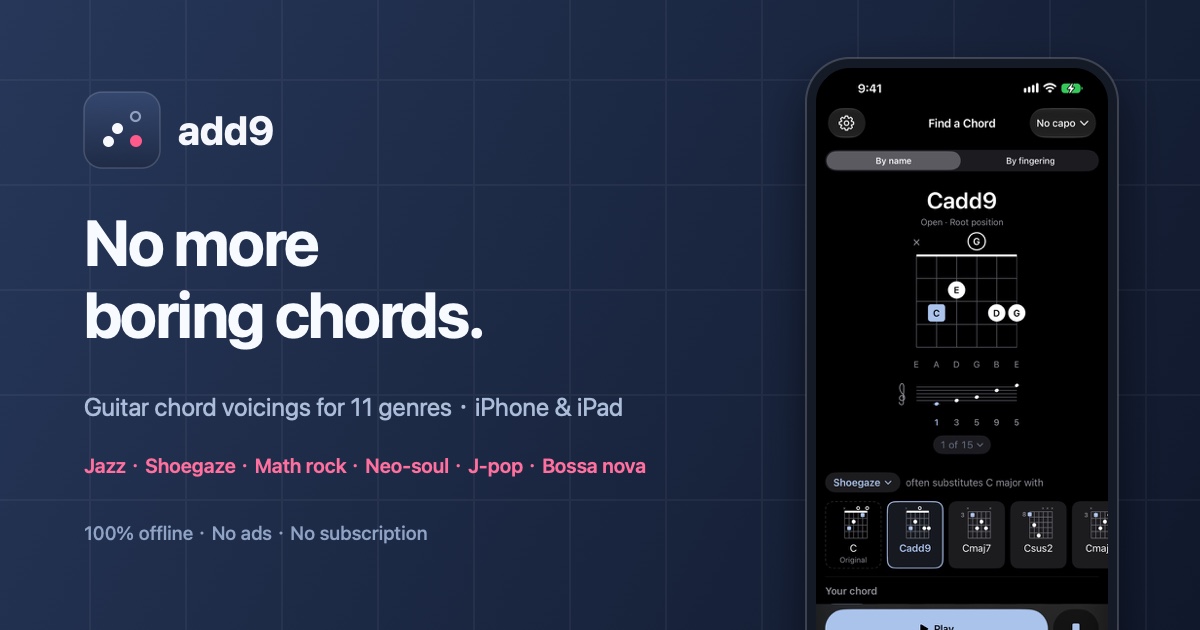 add9
No more
boring chords.
Guitar chord voicings for 11 genres · iPhone & iPad
Jazz · Shoegaze · Math rock · Neo-soul · J-pop · Bossa nova
100% offline · No ads · No subscription
9:41
Find a Chord
No capo
By name
By fingering
Cadd9
Open · Root position
× G
E
C D G
E A D G B E
1 3 5 9 5
1 of 15
Shoegaze often substitutes C major with
3 3
C Cadd9 Cmaj7 Csus2 Cmaj
Original
Your chord
Play